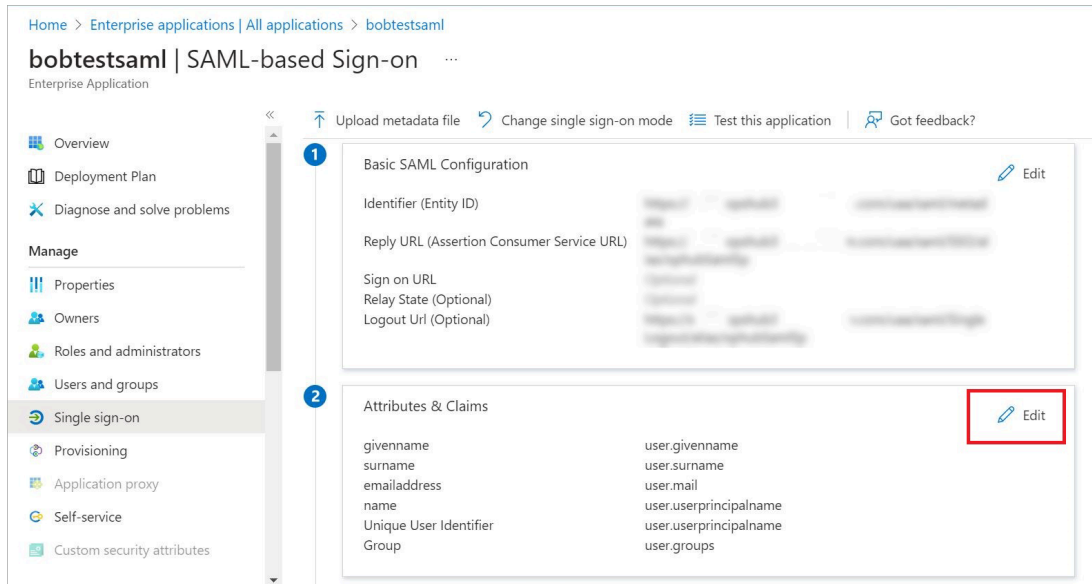 Home > Enterprise applications | All applications > bobtestsaml
bobtestsaml | SAML-based Sign-on ...
Enterprise Application
«
Overview
Deployment Plan
Diagnose and solve problems
Manage
Properties
Owners
Roles and administrators
Users and groups
Single sign-on
Provisioning
Application proxy
Self-service
Custom security attributes
Upload metadata file Change single sign-on mode Test this application Got feedback?
1
Basic SAML Configuration Edit
Identifier (Entity ID)
Reply URL (Assertion Consumer Service URL)
Sign on URL
Relay State (Optional)
Logout Url (Optional)
2
Attributes & Claims Edit
givenname user.givenname
surname user.surname
emailaddress user.mail
name user.userprincipalname
Unique User Identifier user.userprincipalname
Group user.groups